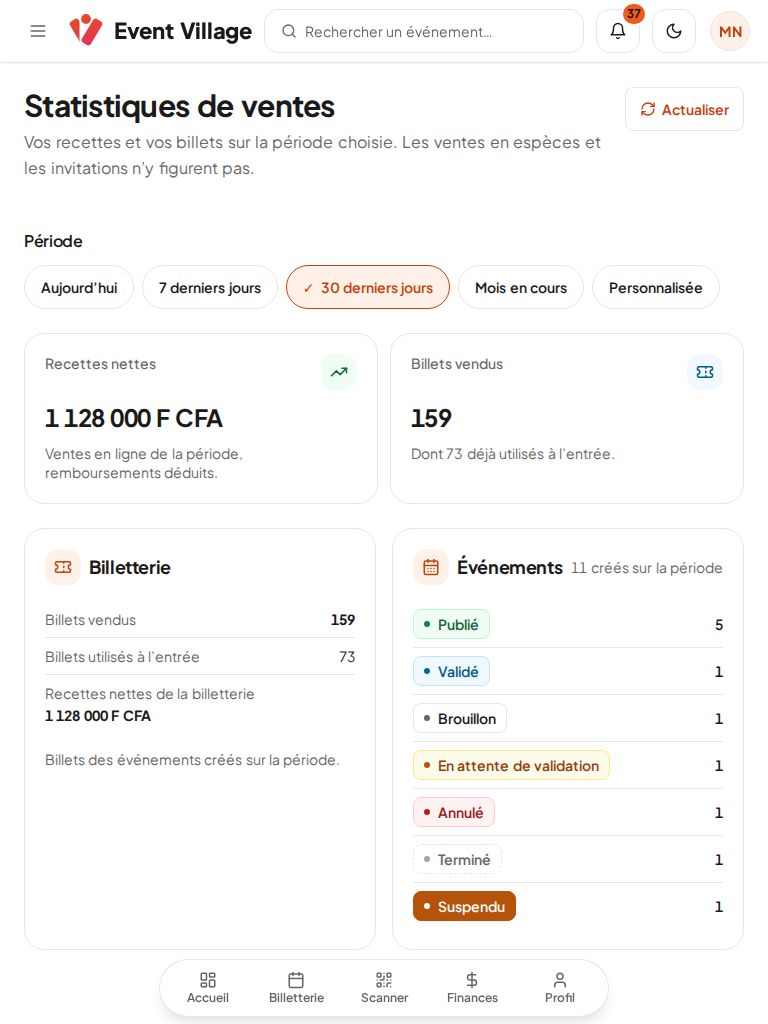 Event Village
Rechercher un événement...
37
MN
Statistiques de ventes
Actualiser
Vos recettes et vos billets sur la période choisie. Les ventes en espèces et
les invitations n'y figurent pas.
Période
Aujourd'hui
7 derniers jours
✓ 30 derniers jours
Mois en cours
Personnalisée
Recettes nettes
1 128 000 F CFA
Ventes en ligne de la période,
remboursements déduits.
Billets vendus
159
Dont 73 déjà utilisés à l'entrée.
Billetterie
Billets vendus 159
Billets utilisés à l'entrée 73
Recettes nettes de la billetterie
1 128 000 F CFA
Billets des événements créés sur la période.
Événements 11 créés sur la période
Publié 5
Validé 1
Brouillon 1
En attente de validation 1
Annulé 1
Terminé 1
Suspendu 1
Accueil
Billetterie
Scanner
Finances
Profil